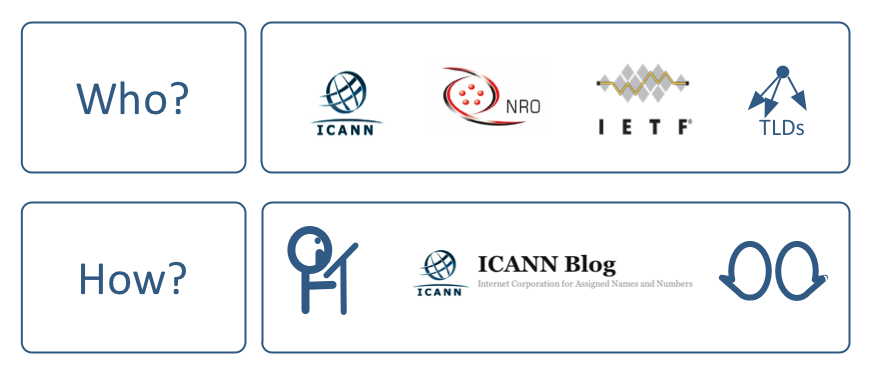 Who?
ICANN
NRO
IETF®
TLDs
How?
ICANN
ICANN Blog
Internet Corporation for Assigned Names and Numbers